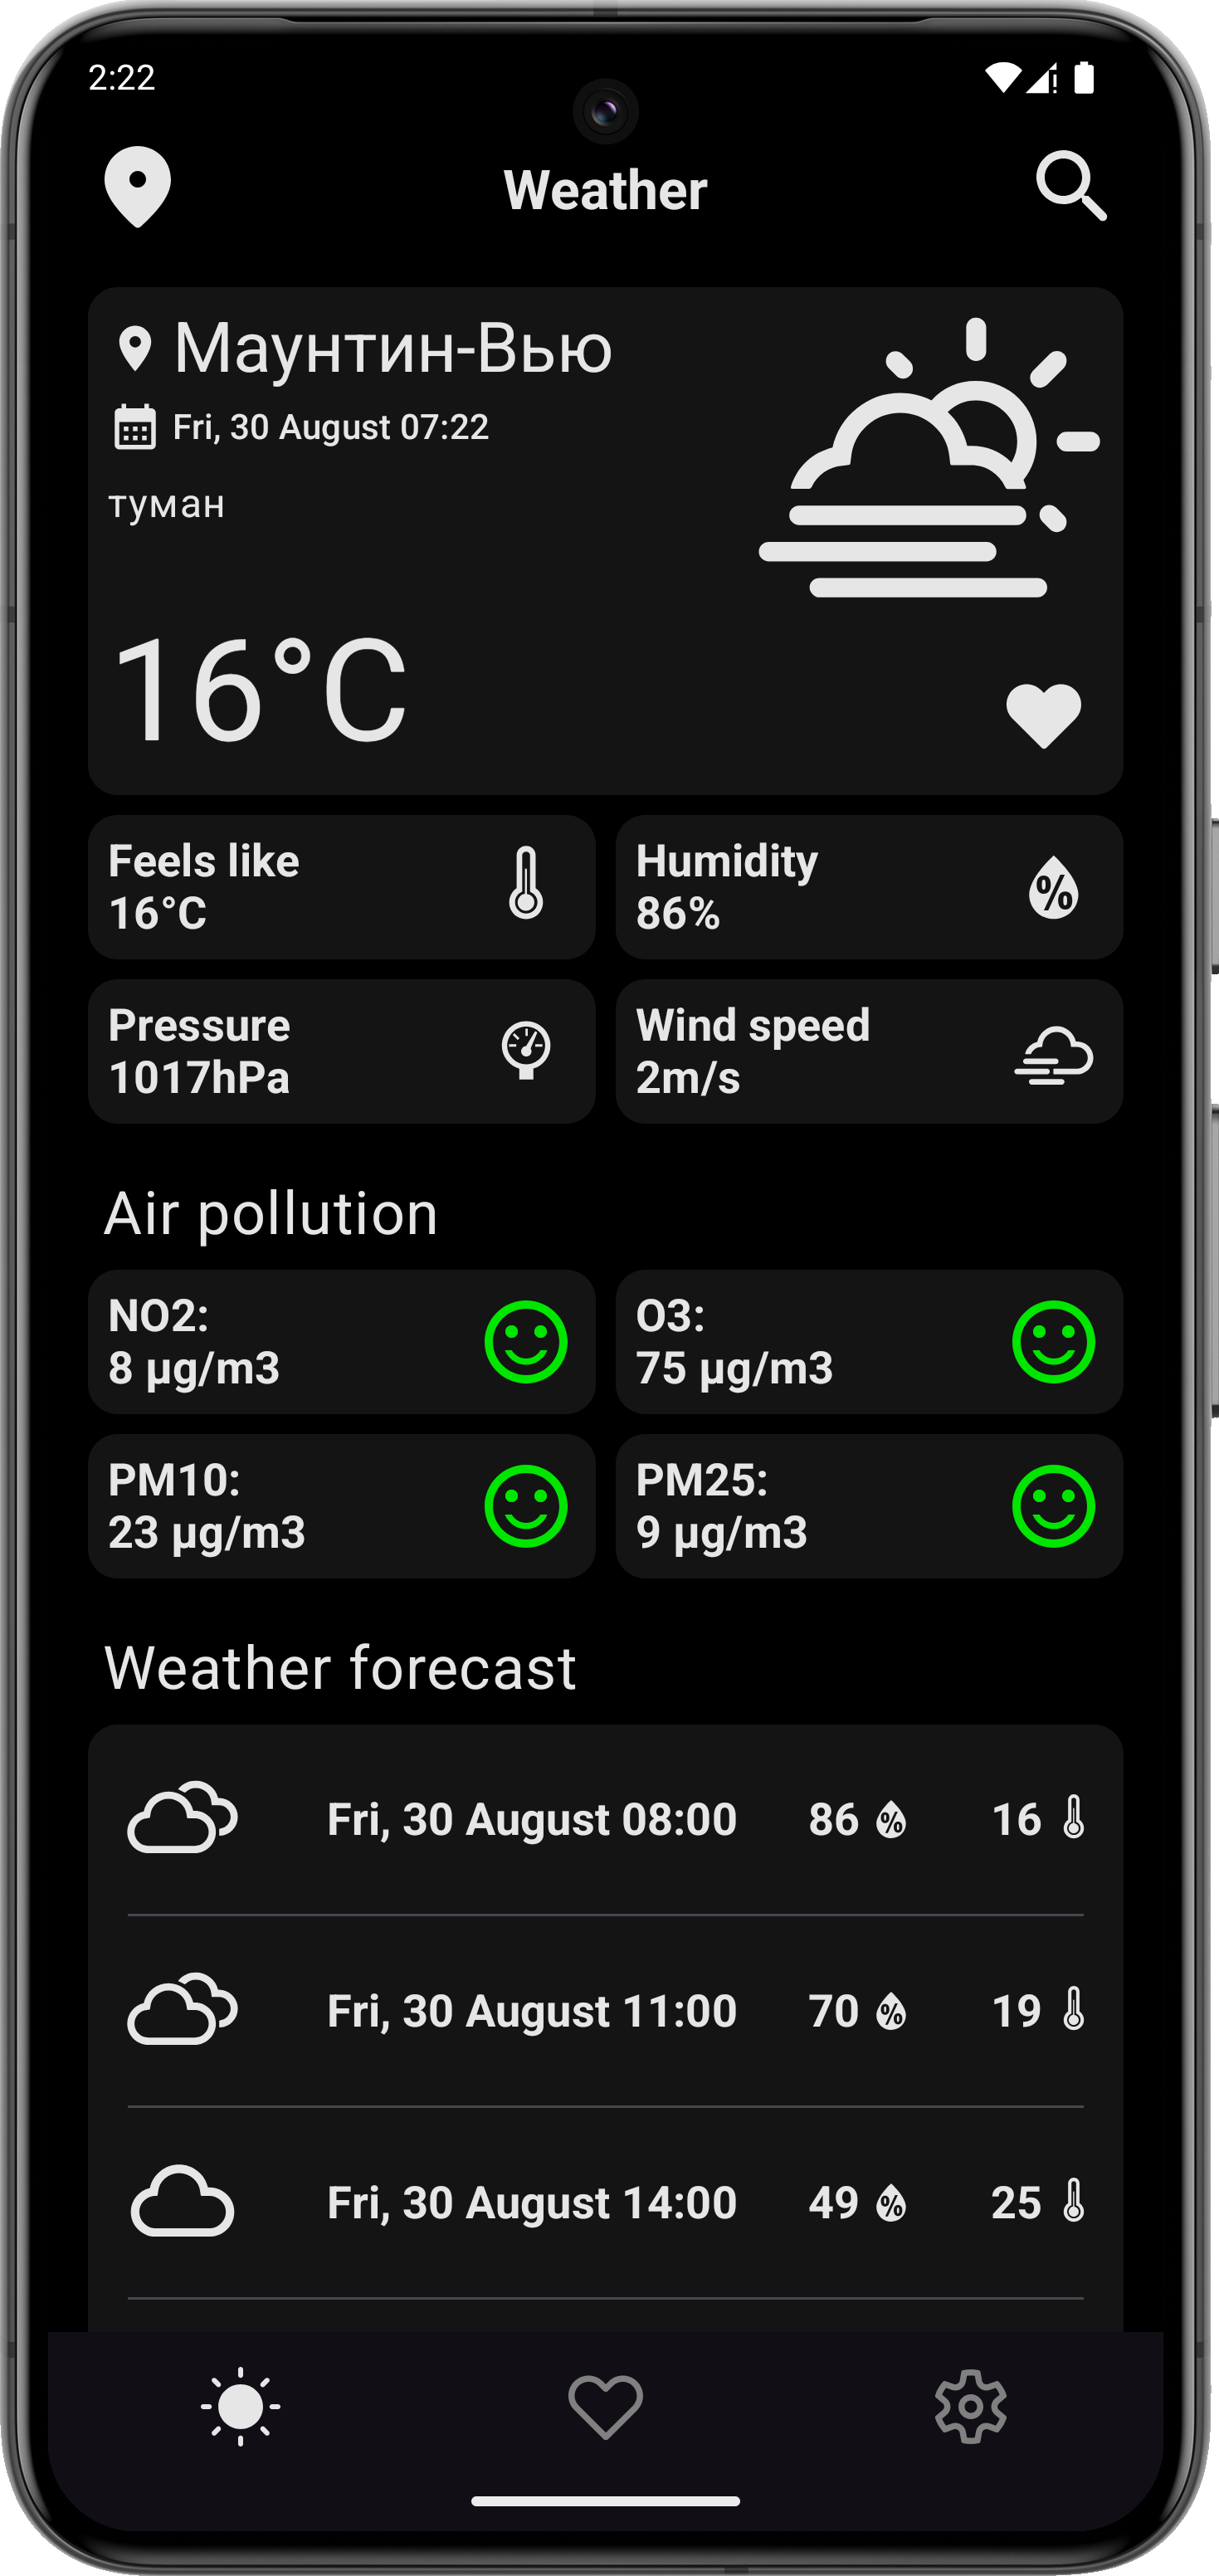 2:22
Weather
Маунтин-Вью
Fri, 30 August 07:22
туман
16°C
Feels like
16°C
Humidity
86%
Pressure
1017hPa
Wind speed
2m/s
Air pollution
NO2:
8 µg/m3
O3:
75 µg/m3
PM10:
23 µg/m3
PM25:
9 µg/m3
Weather forecast
Fri, 30 August 08:00 86 % 16
Fri, 30 August 11:00 70 % 19
Fri, 30 August 14:00 49 % 25